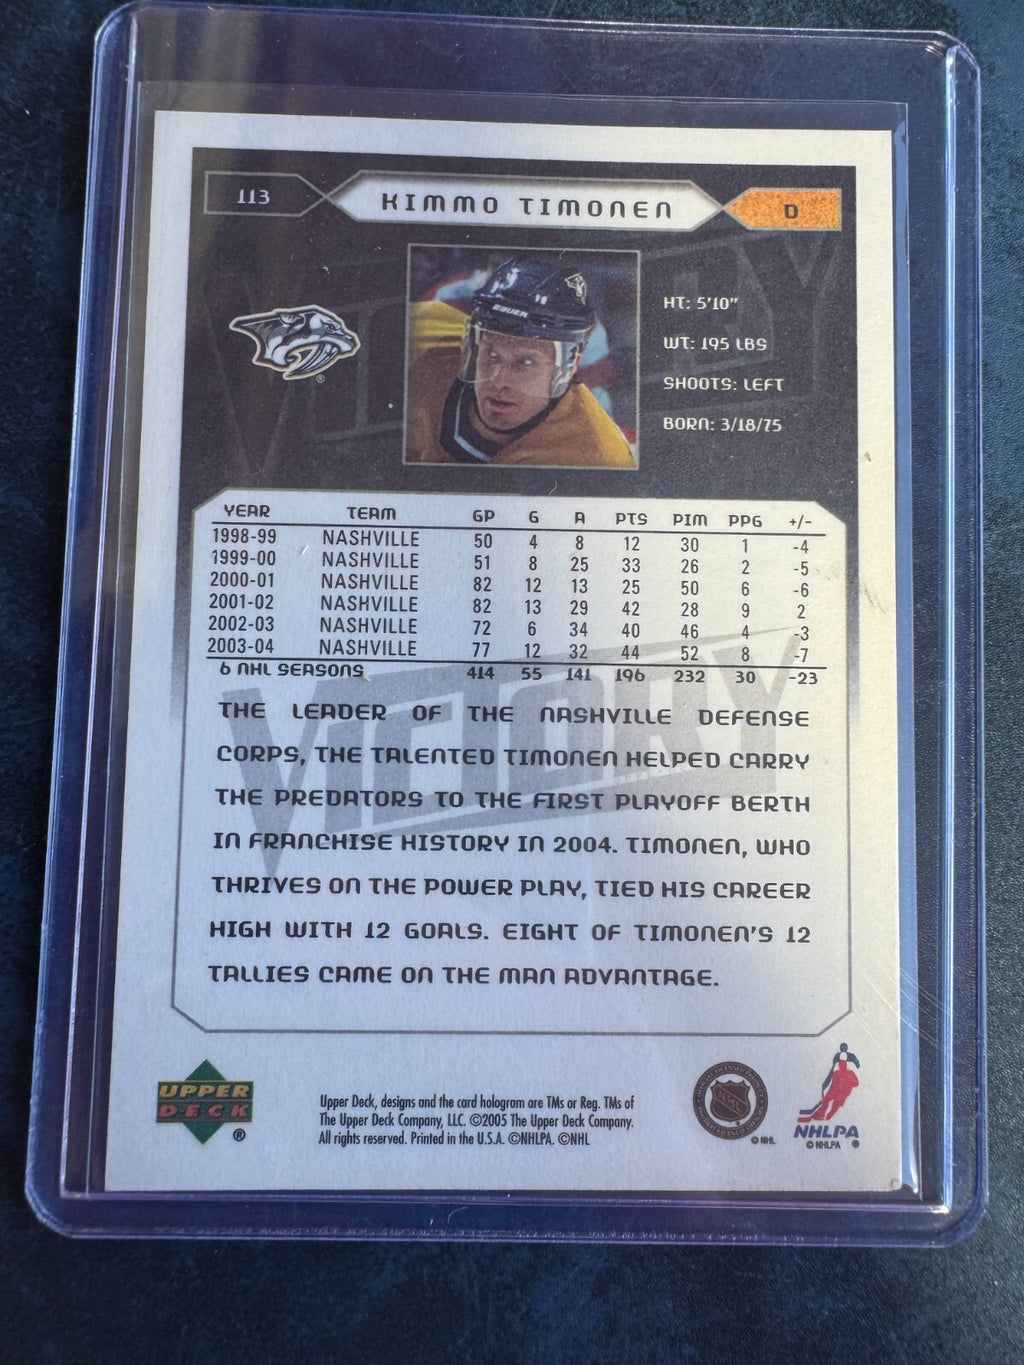 113
KIMMO TIMONEN
D
BAUER
11
HT: 5'10"
WT: 195 LBS
SHOOTS: LEFT
BORN: 3/18/75
VICTORY
YEAR TEAM GP G A PTS PIM PPG +/-
1998-99 NASHVILLE 50 4 8 12 30 1 -4
1999-00 NASHVILLE 51 8 25 33 26 2 -5
2000-01 NASHVILLE 82 12 13 25 50 6 -6
2001-02 NASHVILLE 82 13 29 42 28 9 2
2002-03 NASHVILLE 72 6 34 40 46 4 -3
2003-04 NASHVILLE 77 12 32 44 52 8 -7
6 NHL SEASONS 414 55 141 196 232 30 -23
VICTORY
THE LEADER OF THE NASHVILLE DEFENSE
CORPS, THE TALENTED TIMONEN HELPED CARRY
THE PREDATORS TO THE FIRST PLAYOFF BERTH
IN FRANCHISE HISTORY IN 2004. TIMONEN, WHO
THRIVES ON THE POWER PLAY, TIED HIS CAREER
HIGH WITH 12 GOALS. EIGHT OF TIMONEN'S 12
TALLIES CAME ON THE MAN ADVANTAGE.
UPPER
DECK
®
Upper Deck, designs and the card hologram are TMs or Reg. TMs of
The Upper Deck Company, LLC. ©2005 The Upper Deck Company.
All rights reserved. Printed in the U.S.A. ©NHLPA. ©NHL
NHL
© NHL
NHLPA
© NHLPA ®